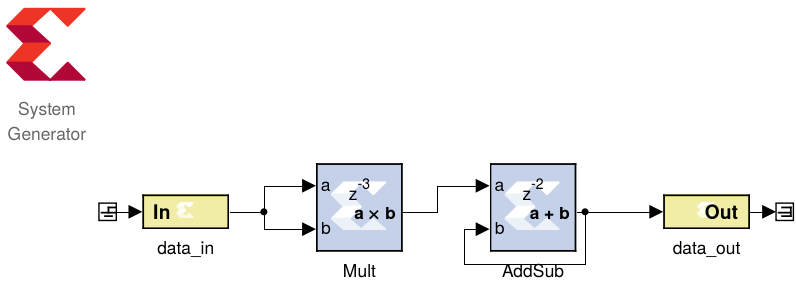 System
Generator
In
data_in
a
b
z-3
a × b
Mult
a
b
z-2
a + b
AddSub
Out
data_out